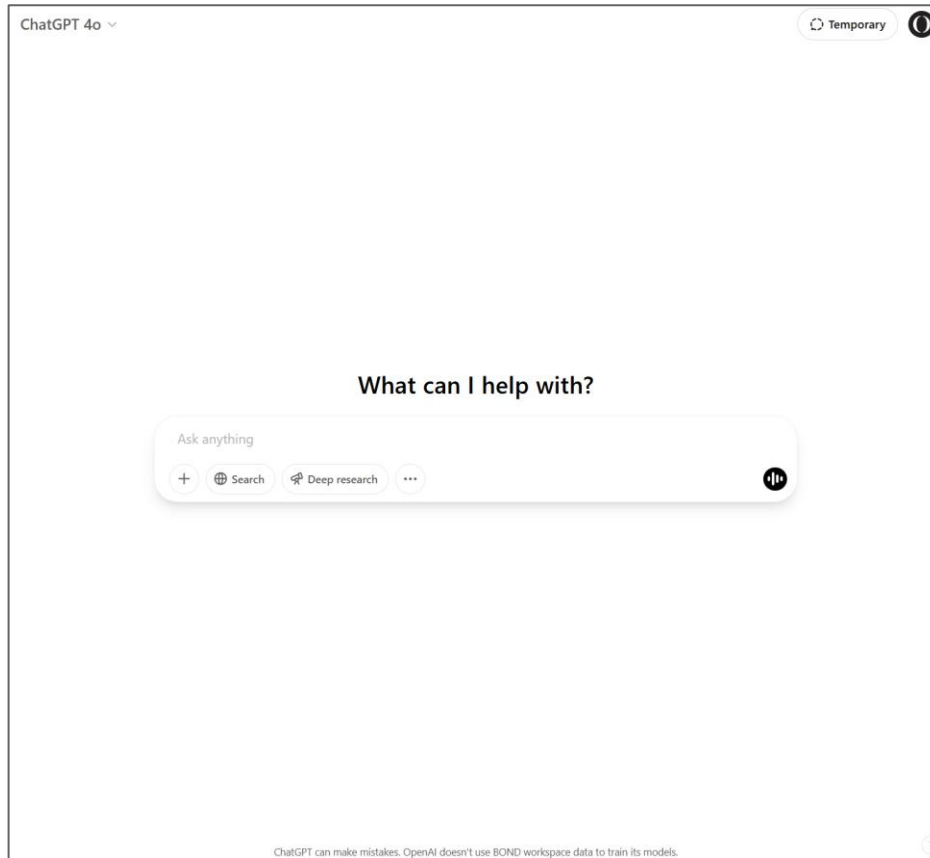 ChatGPT 4o
Temporary
What can I help with?
Ask anything
Search
Deep research
ChatGPT can make mistakes. OpenAI doesn't use BOND workspace data to train its models.